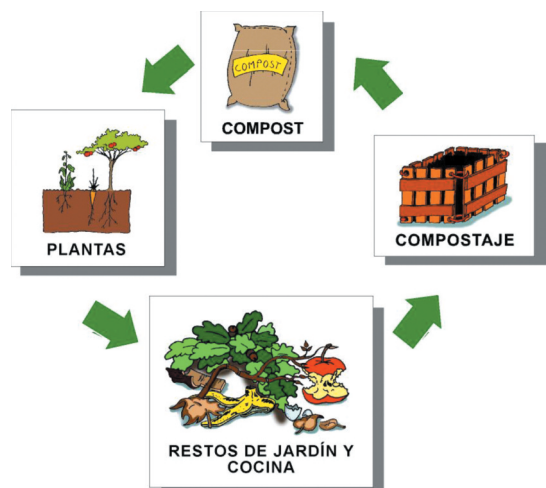 COMPOST
COMPOST
PLANTAS
COMPOSTAJE
RESTOS DE JARDÍN Y
COCINA